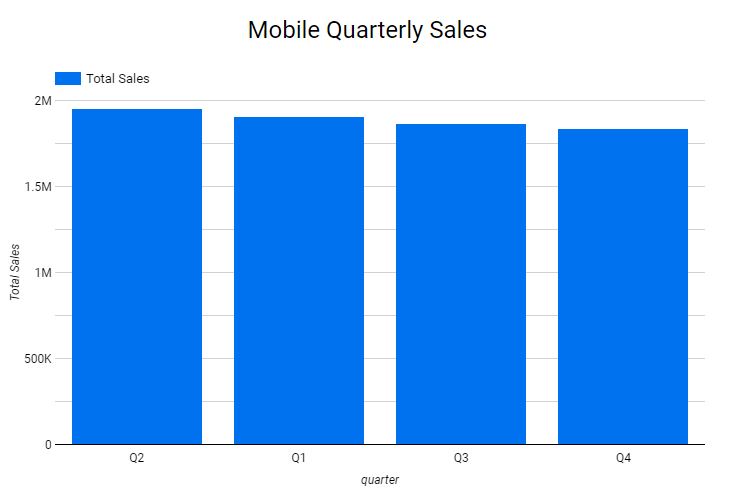 Mobile Quarterly Sales
Total Sales
2M
1.5M
1M
500K
0
Total Sales
Q2 Q1 Q3 Q4
quarter